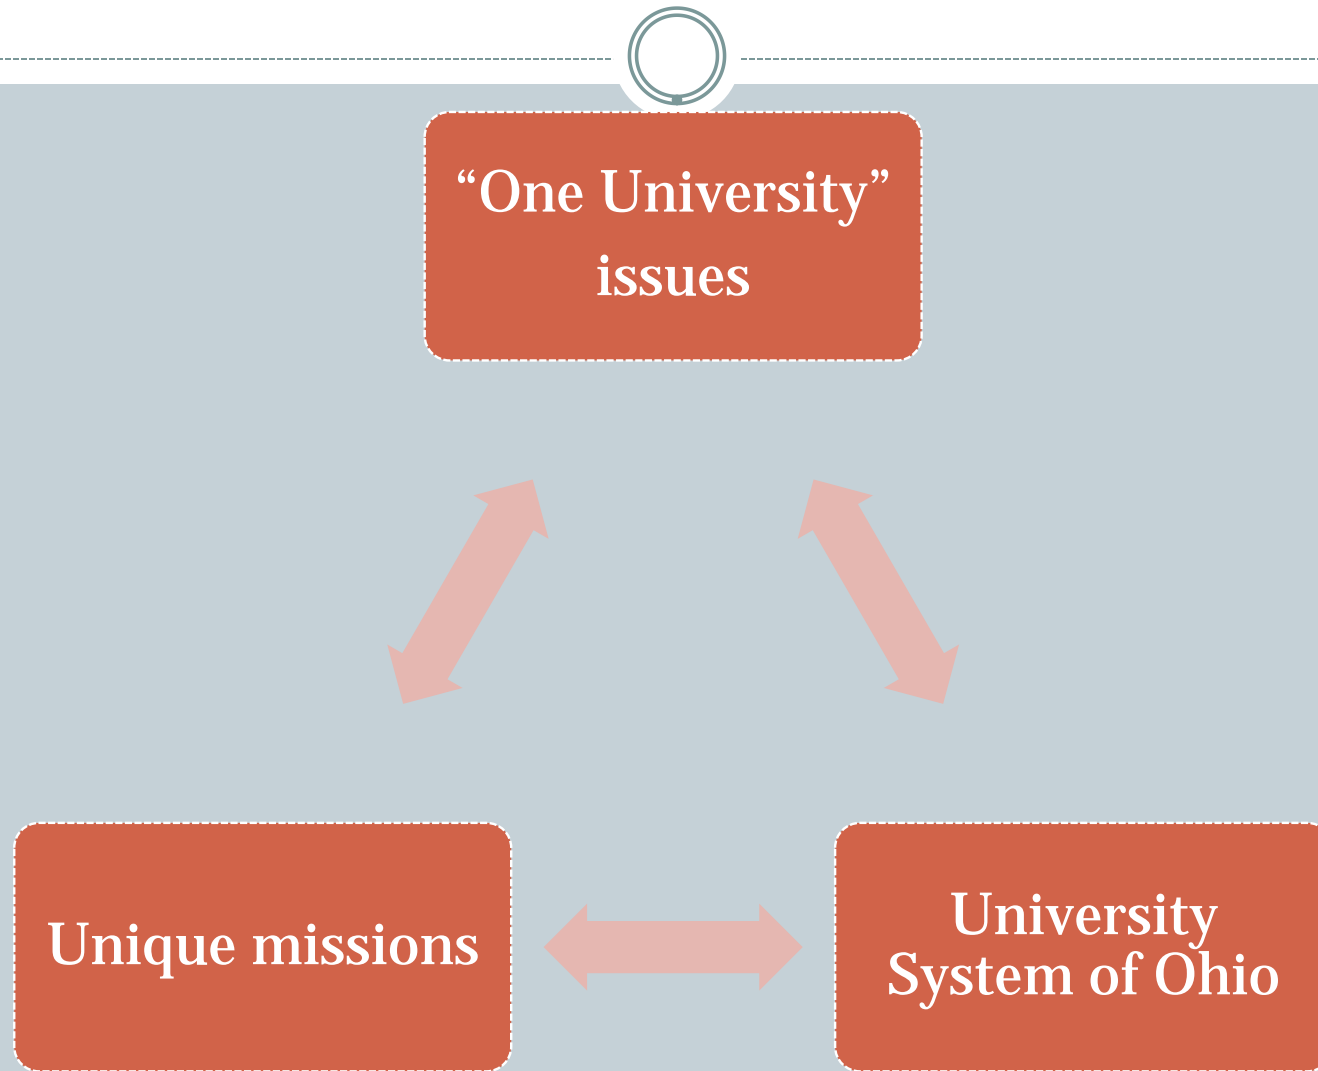 “One University”
issues
Unique missions
University
System of Ohio